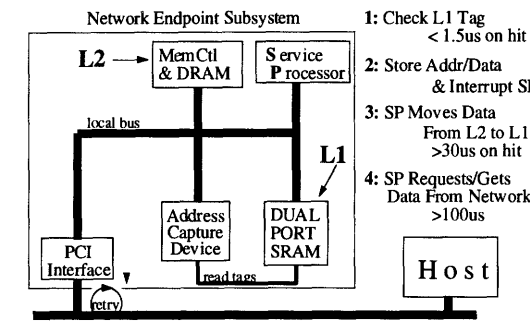 Network Endpoint Subsystem
L2
MemCtl
& DRAM
Service
Processor
local bus
L1
Address
Capture
Device
DUAL
PORT
SRAM
PCI
Interface
read tags
retry
1: Check L1 Tag
< 1.5us on hit
2: Store Addr/Data
& Interrupt
3: SP Moves Data
From L2 to L1
>30us on hit
4: SP Requests/Gets
Data From Network
>100us
Host